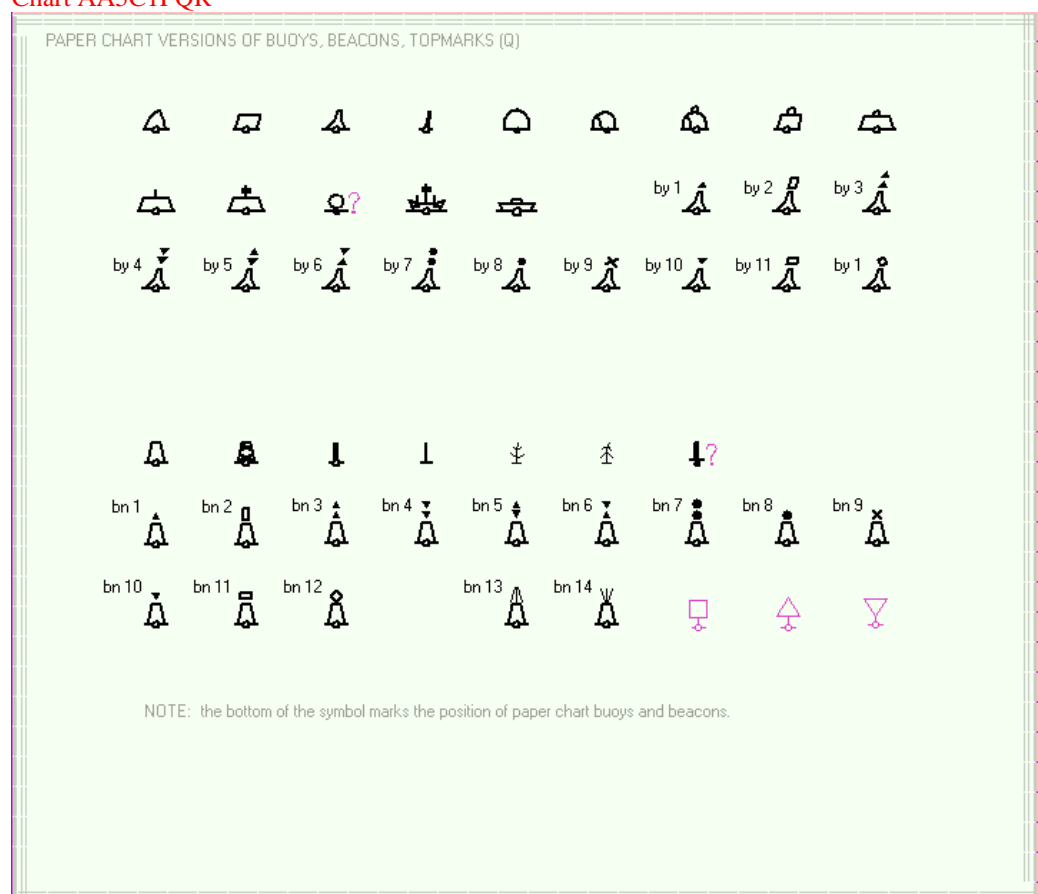 Chart AA5C1PQR
PAPER CHART VERSIONS OF BUOYS, BEACONS, TOPMARKS (Q)
? by 1 by 2 by 3
by 4 by 5 by 6 by 7 by 8 by 9 by 10 by 11 by 1
?
bn 1 bn 2 bn 3 bn 4 bn 5 bn 6 bn 7 bn 8 bn 9
bn 10 bn 11 bn 12 bn 13 bn 14
NOTE: the bottom of the symbol marks the position of paper chart buoys and beacons.